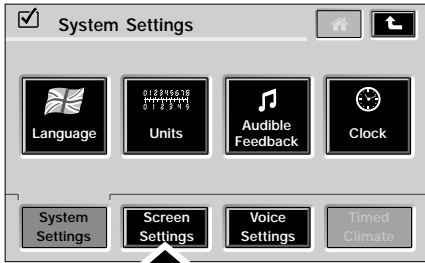 System Settings
Language
Units
Audible
Feedback
Clock
System
Settings
Screen
Settings
Voice
Settings
Timed
Climate